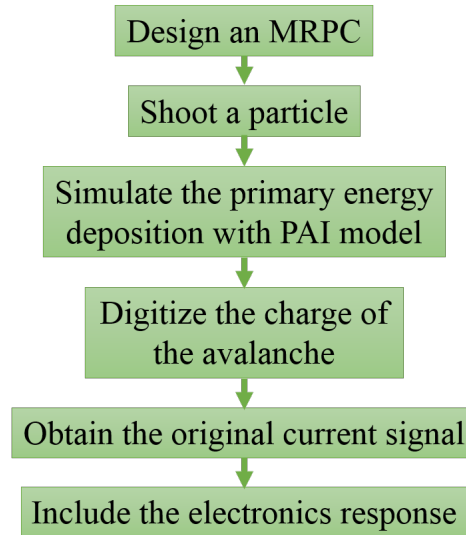 Design an MRPC
Shoot a particle
Simulate the primary energy
deposition with PAI model
Digitize the charge of
the avalanche
Obtain the original current signal
Include the electronics response